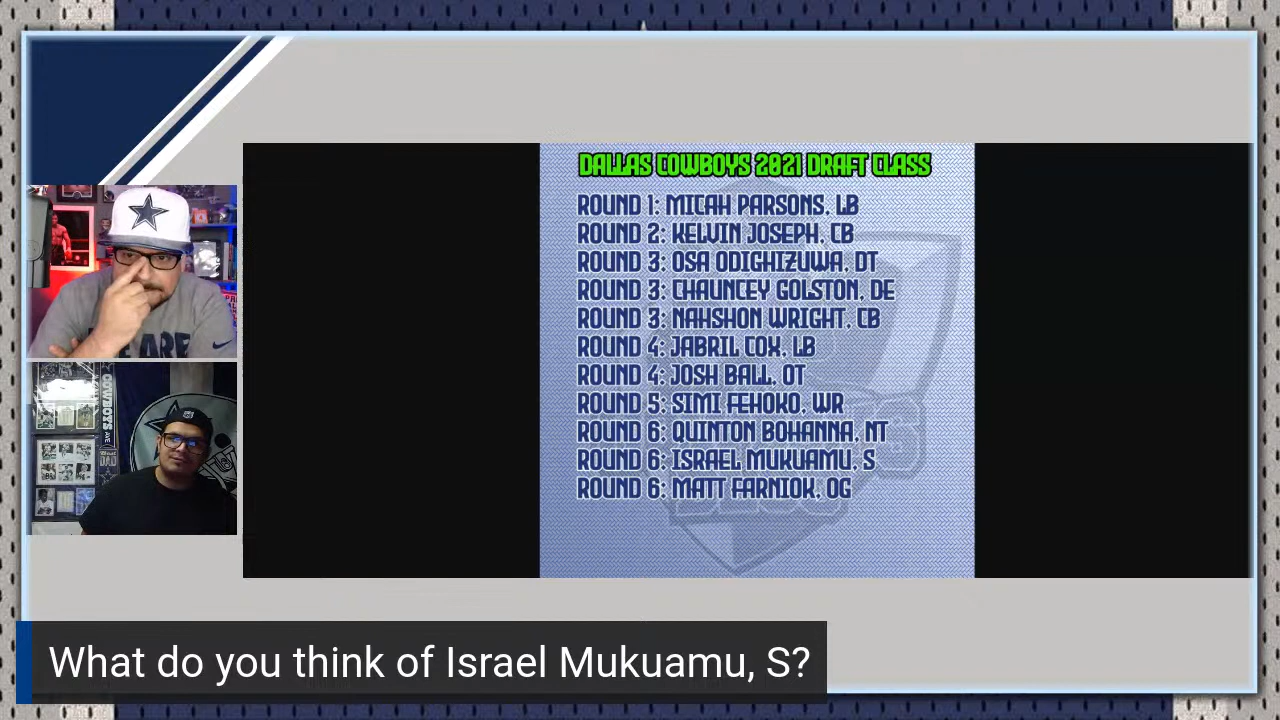 DALLAS COWBOYS 2021 DRAFT CLASS
ROUND 1: MICAH PARSONS, LB
ROUND 2: KELVIN JOSEPH, CB
ROUND 3: OSA ODIGHIZUWA, DT
ROUND 3: CHAUNCEY GOLSTON, DE
ROUND 3: NAHSHON WRIGHT, CB
ROUND 4: JABRIL COX, LB
ROUND 4: JOSH BALL, OT
ROUND 5: SIMI FEHOKO, WR
ROUND 6: QUINTON BOHANNA, NT
ROUND 6: ISRAEL MUKUAMU, S
ROUND 6: MATT FARNIOK, OG
ARE
COWBOYS AVE
What do you think of Israel Mukuamu, S?